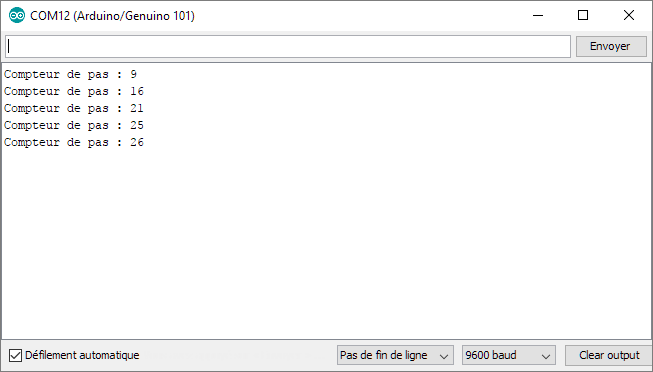 COM12 (Arduino/Genuino 101)
Envoyer
Compteur de pas : 9
Compteur de pas : 16
Compteur de pas : 21
Compteur de pas : 25
Compteur de pas : 26
Défilement automatique
Pas de fin de ligne
9600 baud
Clear output